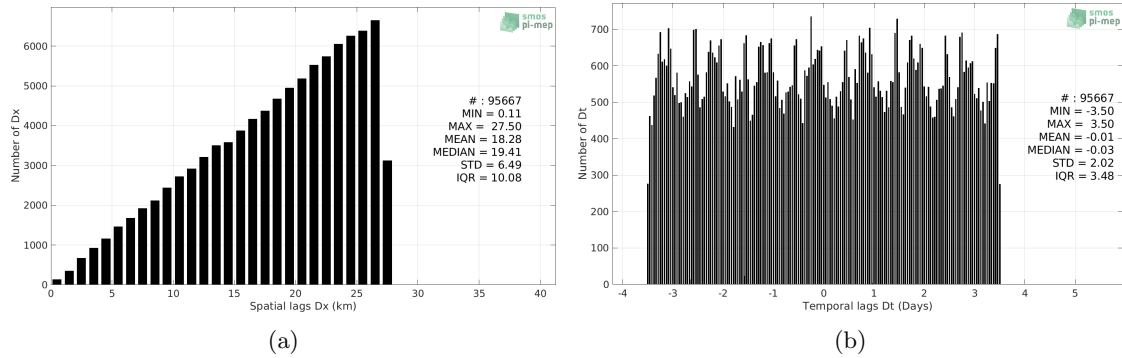 smos
pi-mep
Number of Dx
6000
5000
4000
3000
2000
1000
0
# : 95667
MIN = 0.11
MAX = 27.50
MEAN = 18.28
MEDIAN = 19.41
STD = 6.49
IQR = 10.08
0 5 10 15 20 25 30 35 40
Spatial lags Dx (km)
(a)
smos
pi-mep
Number of Dt
700
600
500
400
300
200
100
0
# : 95667
MIN = -3.50
MAX = 3.50
MEAN = -0.01
MEDIAN = -0.03
STD = 2.02
IQR = 3.48
-4 -3 -2 -1 0 1 2 3 4 5
Temporal lags Dt (Days)
(b)